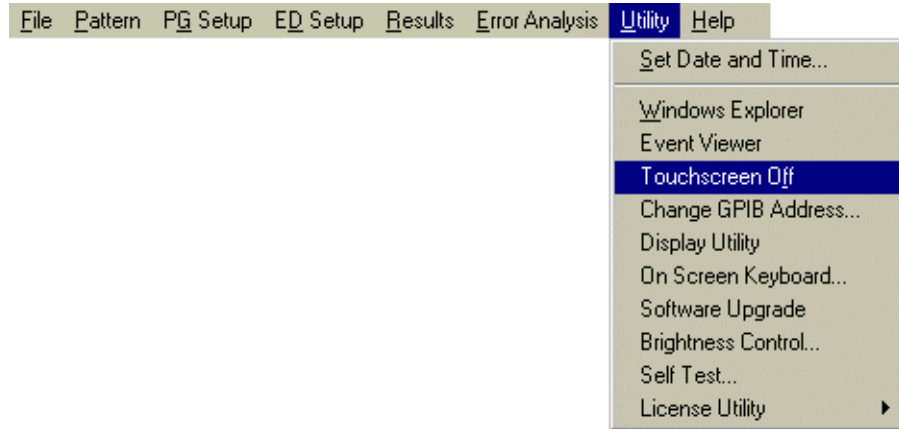 File Pattern PG Setup ED Setup Results Error Analysis Utility Help
Set Date and Time...
Windows Explorer
Event Viewer
Touchscreen Off
Change GPIB Address...
Display Utility
On Screen Keyboard...
Software Upgrade
Brightness Control...
Self Test...
License Utility